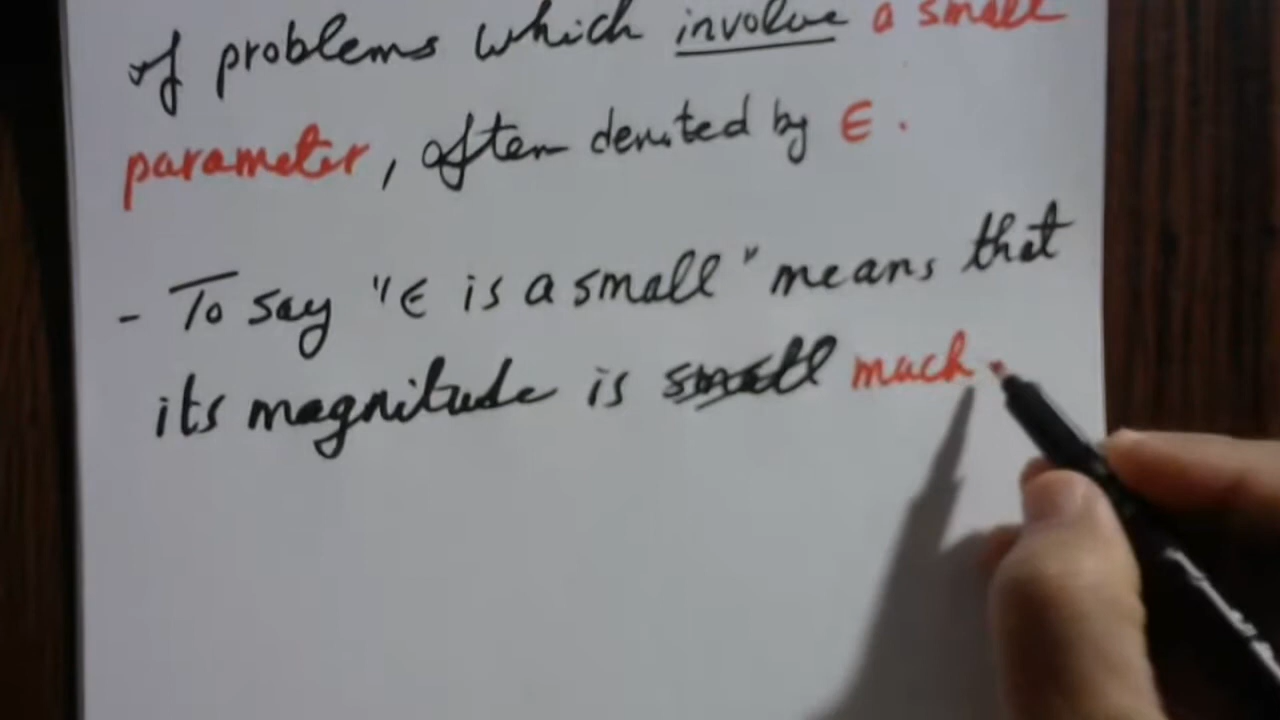 of problems which involve a small
parameter, often denoted by ϵ.
- To say "ϵ is a small" means that
its magnitude is small much